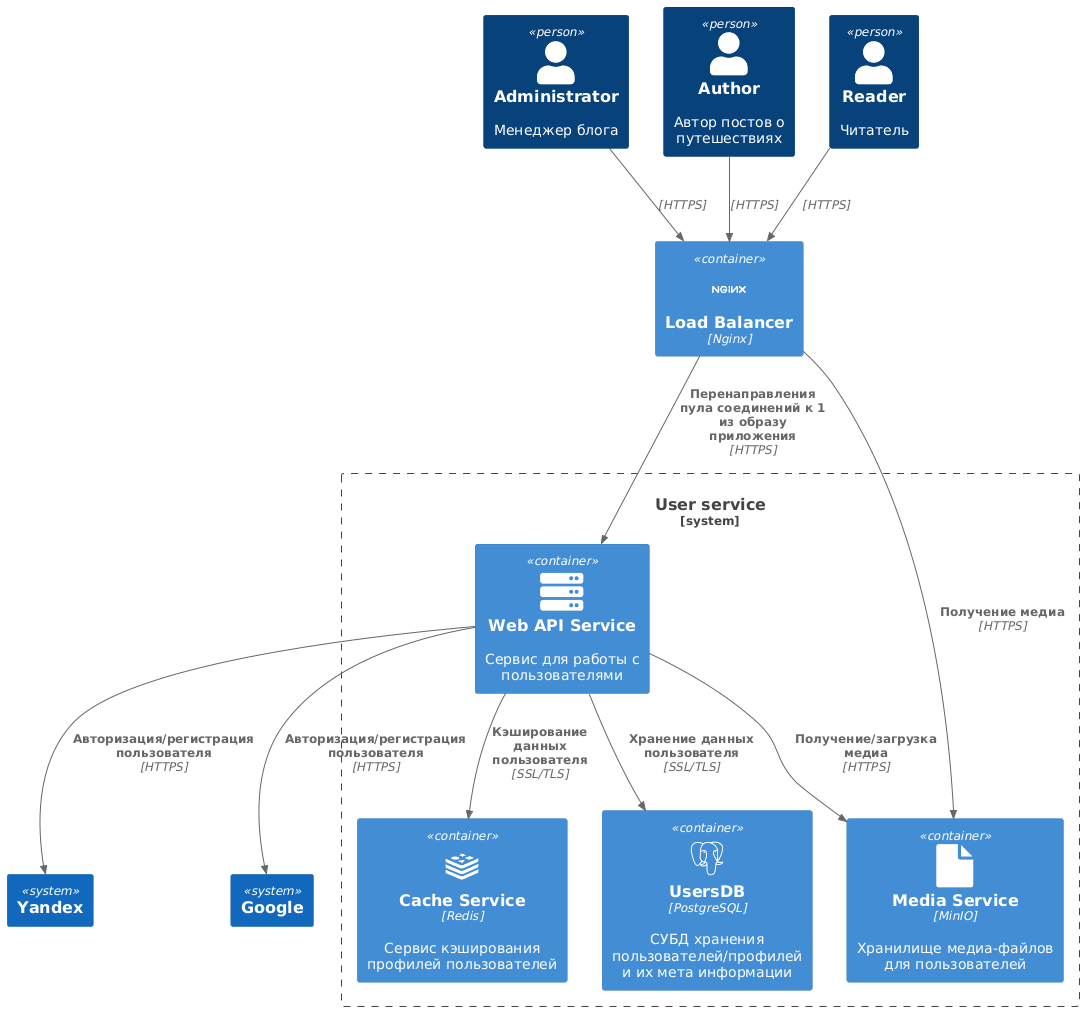 «person»
Administrator
Менеджер блога
«person»
Author
Автор постов о
путешествиях
«person»
Reader
Читатель
[HTTPS]
[HTTPS]
[HTTPS]
«container»
NGINX
Load Balancer
[Nginx]
Перенаправления
пула соединений к 1
из образу
приложения
[HTTPS]
User service
[system]
«container»
Web API Service
Сервис для работы с
пользователями
Получение медиа
[HTTPS]
Авторизация/регистрация
пользователя
[HTTPS]
Авторизация/регистрация
пользователя
[HTTPS]
Кэширование
данных
пользователя
[SSL/TLS]
Хранение данных
пользователя
[SSL/TLS]
Получение/загрузка
медиа
[HTTPS]
«system»
Yandex
«system»
Google
«container»
Cache Service
[Redis]
Сервис кэширования
профилей пользователей
«container»
UsersDB
[PostgreSQL]
СУБД хранения
пользователей/профилей
и их мета информации
«container»
Media Service
[MinIO]
Хранилище медиа-файлов
для пользователей